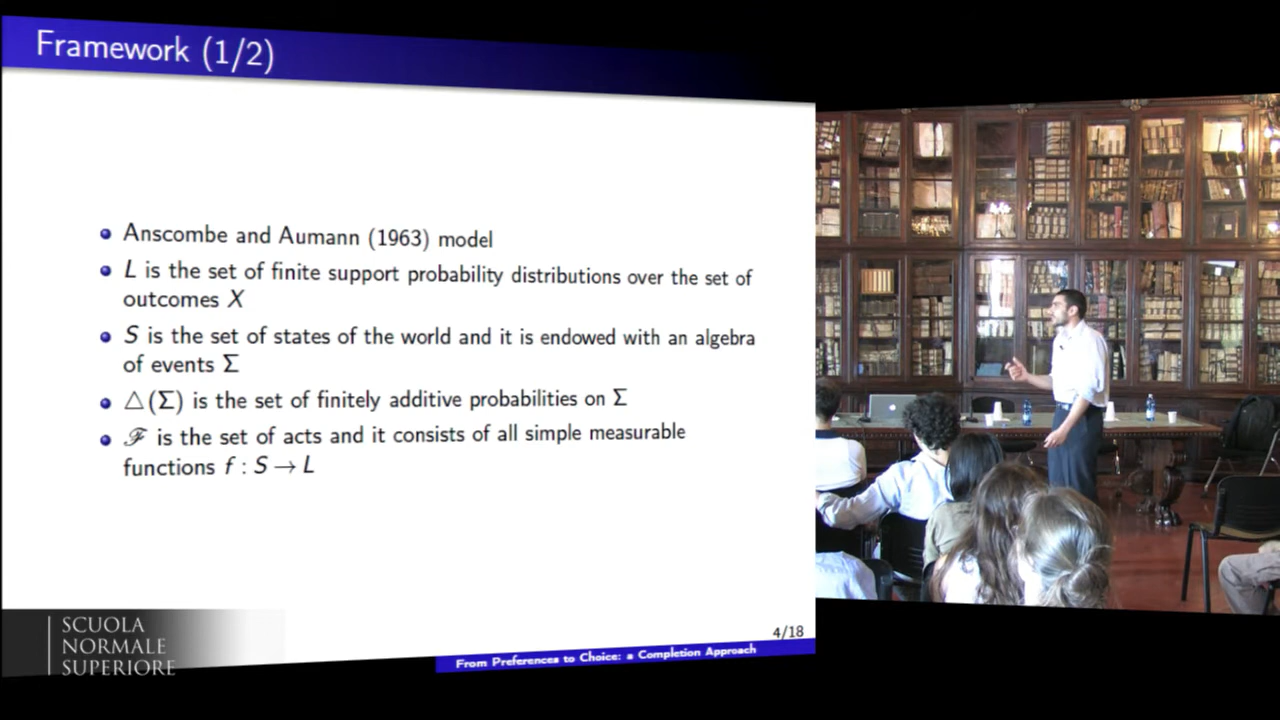 Framework (1/2)
Anscombe and Aumann (1963) model
L is the set of finite support probability distributions over the set of
outcomes X
S is the set of states of the world and it is endowed with an algebra
of events Σ
△(Σ) is the set of finitely additive probabilities on Σ
ℱ is the set of acts and it consists of all simple measurable
functions f : S → L
4/18
From Preferences to Choice: a Completion Approach
SCUOLA
NORMALE
SUPERIORE